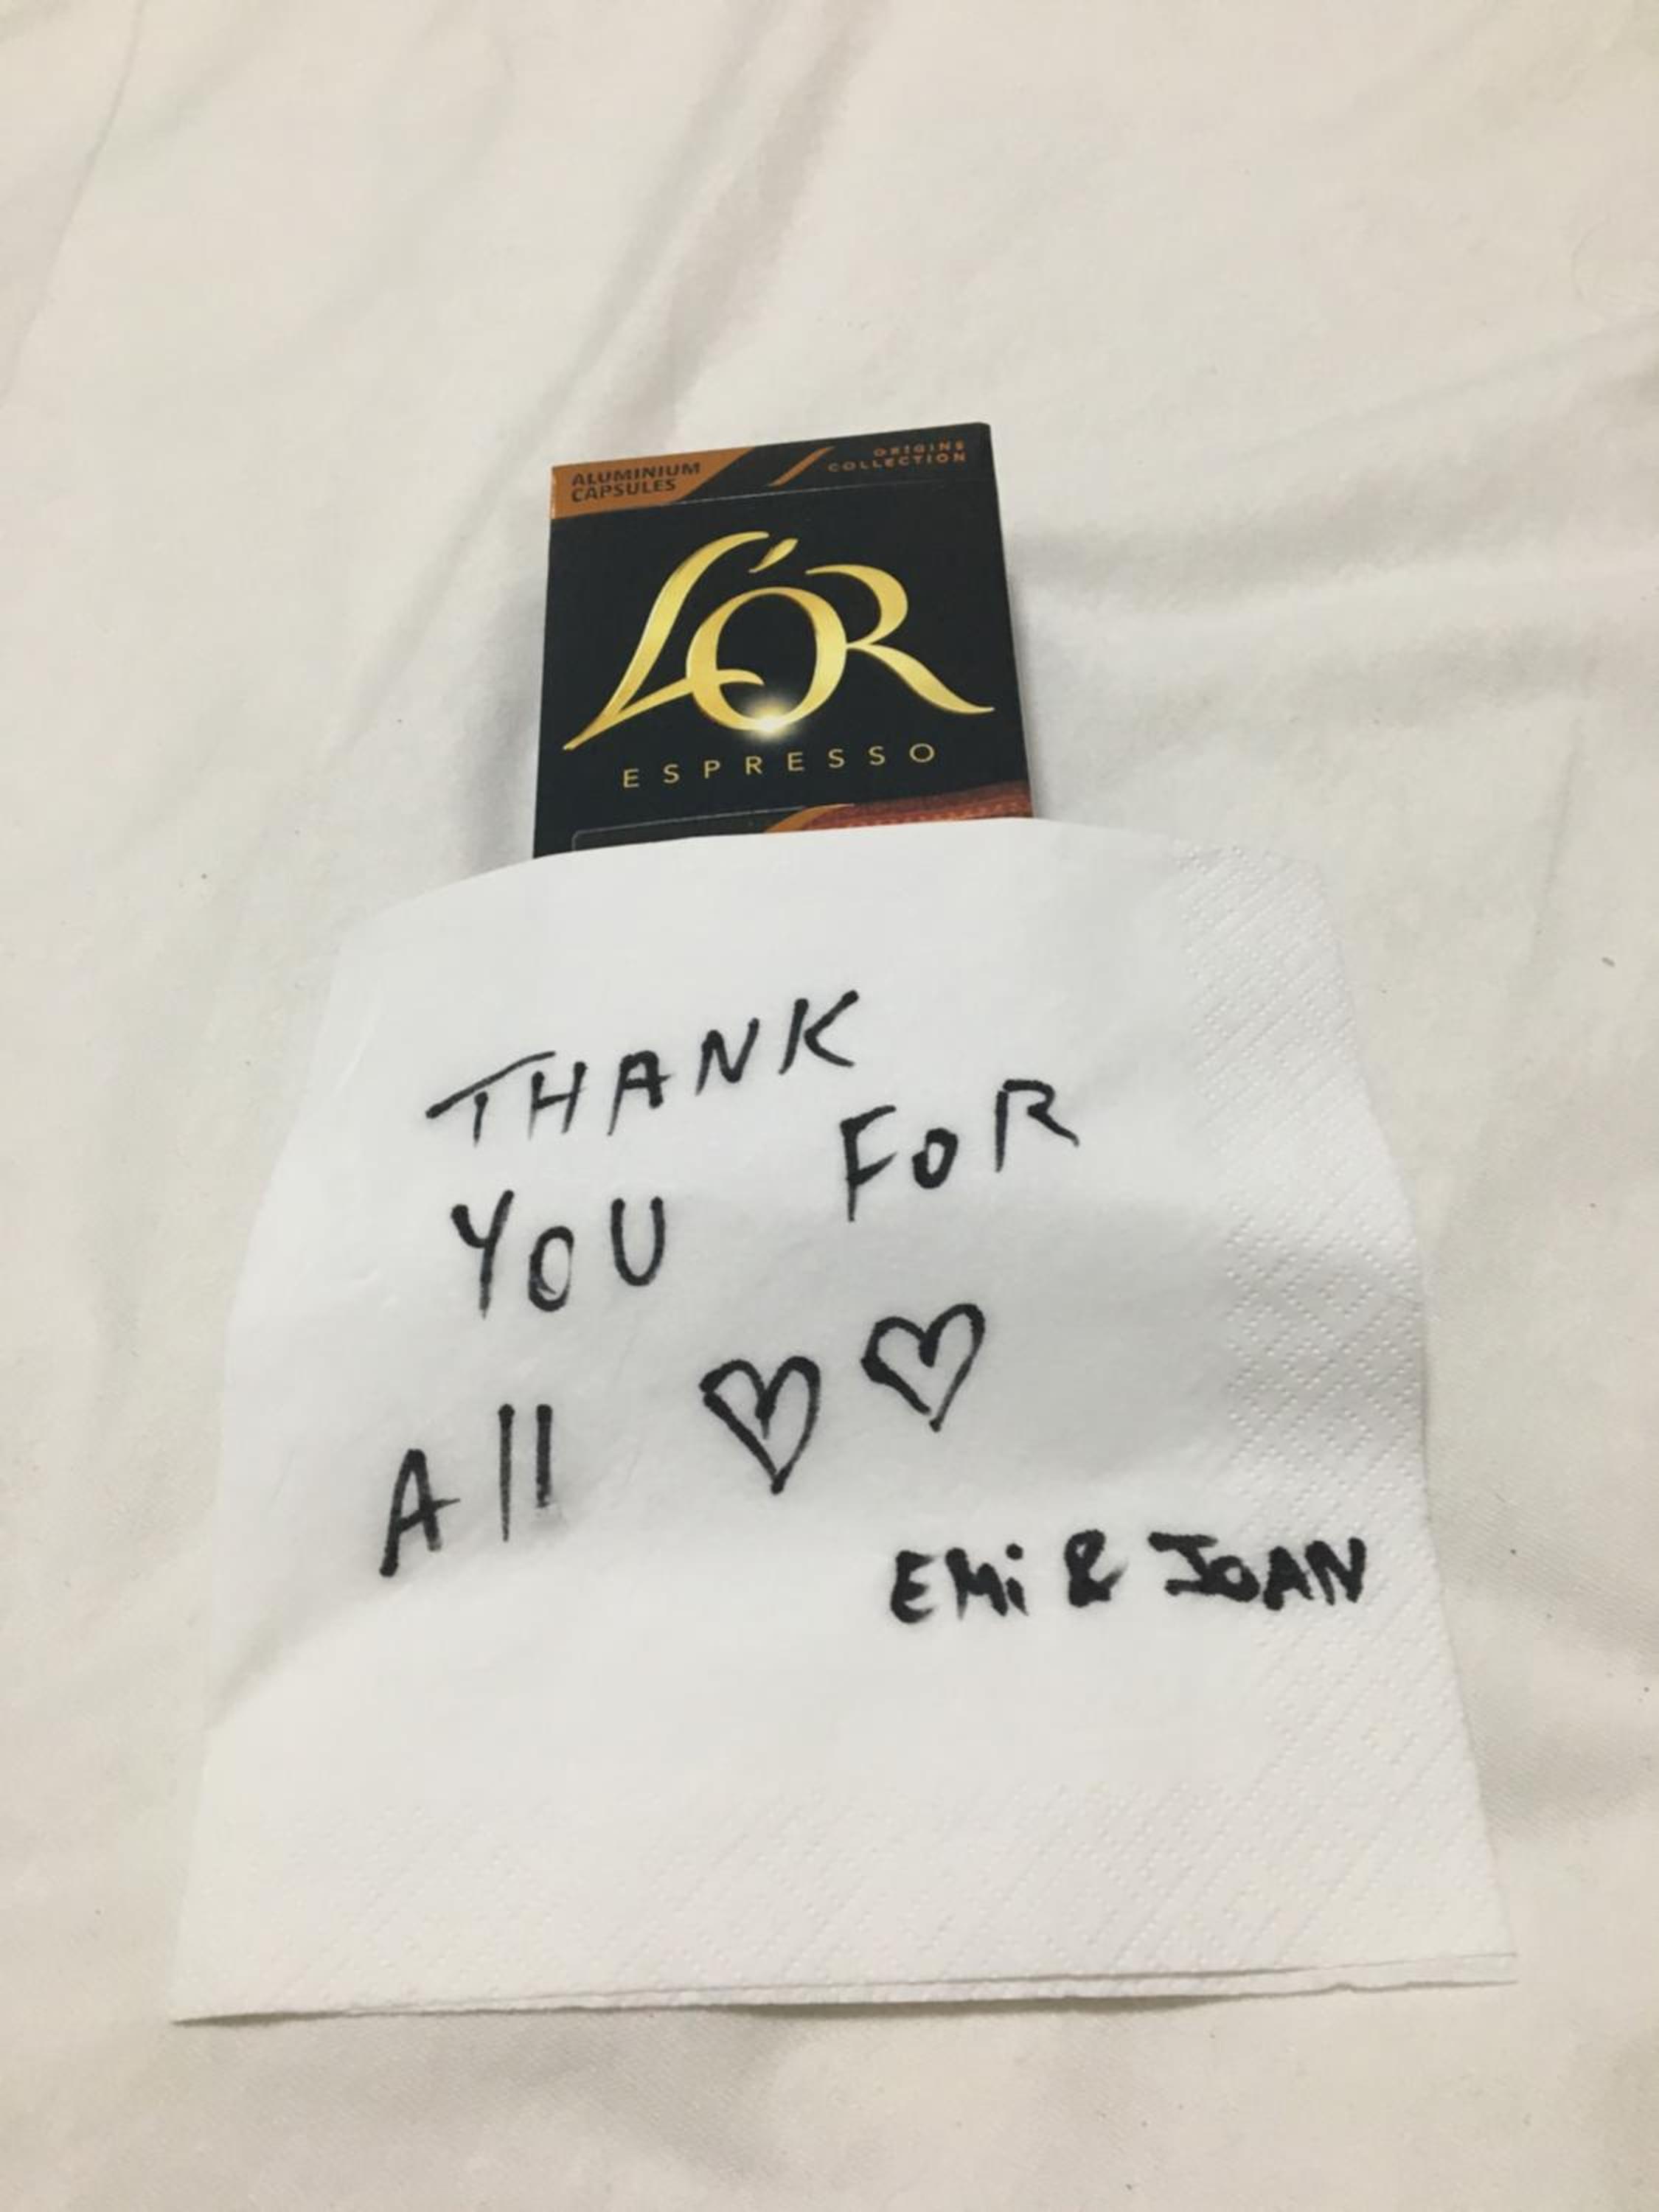 ALUMINIUM
CAPSULES
ORIGINS
COLLECTION
L'OR
ESPRESSO
THANK
YOU FOR
All
EMi & JOAN